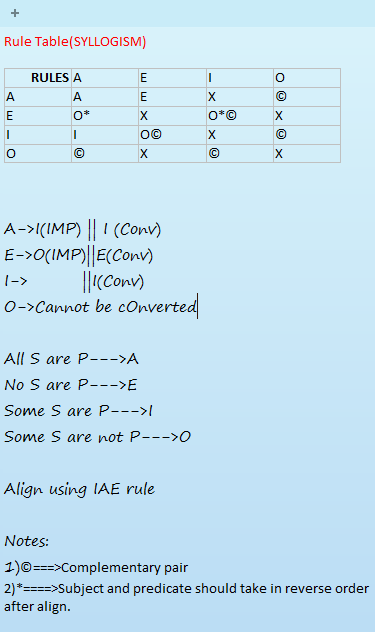 +
Rule Table(SYLLOGISM)
RULES A E I O
A A E X ©
E O* X O*© X
I I O© X ©
O © X © X
A->I(IMP) || I (Conv)
E->O(IMP)||E(Conv)
I-> ||I(Conv)
O->Cannot be cOnverted
All S are P--->A
No S are P--->E
Some S are P--->I
Some S are not P--->O
Align using IAE rule
Notes:
1)©===>Complementary pair
2)*====>Subject and predicate should take in reverse order
after align.